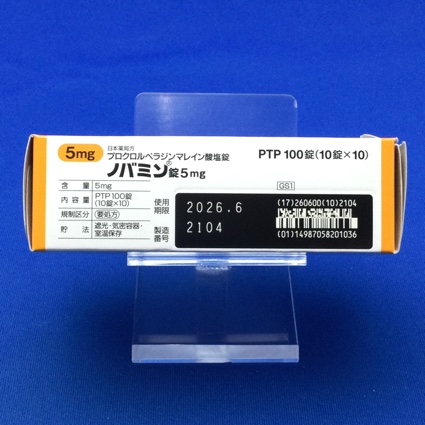 5mg
日本薬局方
プロクロルペラジンマレイン酸塩錠
ノバミン®錠5mg
PTP 100錠(10錠×10)
含量 5mg
内容量 PTP 100錠
(10錠×10)
規制区分 要処方
貯法 遮光・気密容器・
室温保存
使用
期限 2026.6
製造
番号 2104
GS1
(17)260600(10)2104
(01)14987058201036